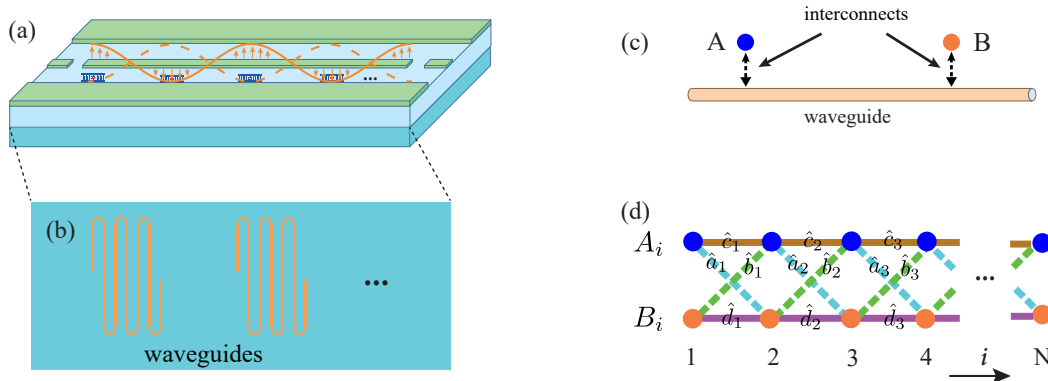 (a)
...
(b)
...
waveguides
(c)
interconnects
A
B
waveguide
(d)
A_i ĉ_1 ĉ_2 ĉ_3
â_1 b̂_1 â_2 b̂_2 â_3 b̂_3 ...
B_i d̂_1 d̂_2 d̂_3
1 2 3 4 i N